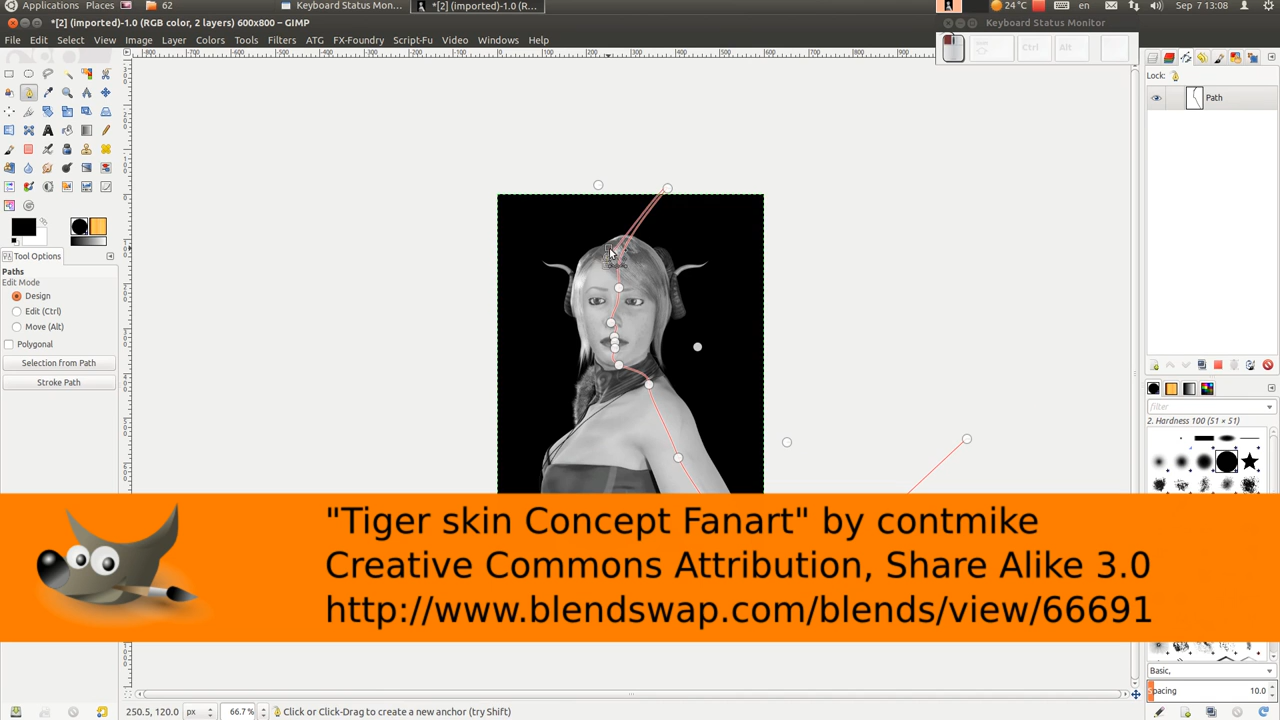 Applications Places 62 Keyboard Status Monitor *[2] (imported)-1.0 (R... 24 °C en Sep 7 13:08
*[2] (imported)-1.0 (RGB color, 2 layers) 600x800 – GIMP
Keyboard Status Monitor
File Edit Select View Image Layer Colors Tools Filters ATG FX-Foundry Script-Fu Video Windows Help
Ctrl Alt
Lock:
Path
Tool Options
Paths
Edit Mode
Design
Edit (Ctrl)
Move (Alt)
Polygonal
Selection from Path
Stroke Path
filter
2. Hardness 100 (51 × 51)
"Tiger skin Concept Fanart" by contmike
Creative Commons Attribution, Share Alike 3.0
http://www.blendswap.com/blends/view/66691
Basic,
Spacing 10.0
250.5, 120.0 px 66.7% Click or Click-Drag to create a new anchor (try Shift)